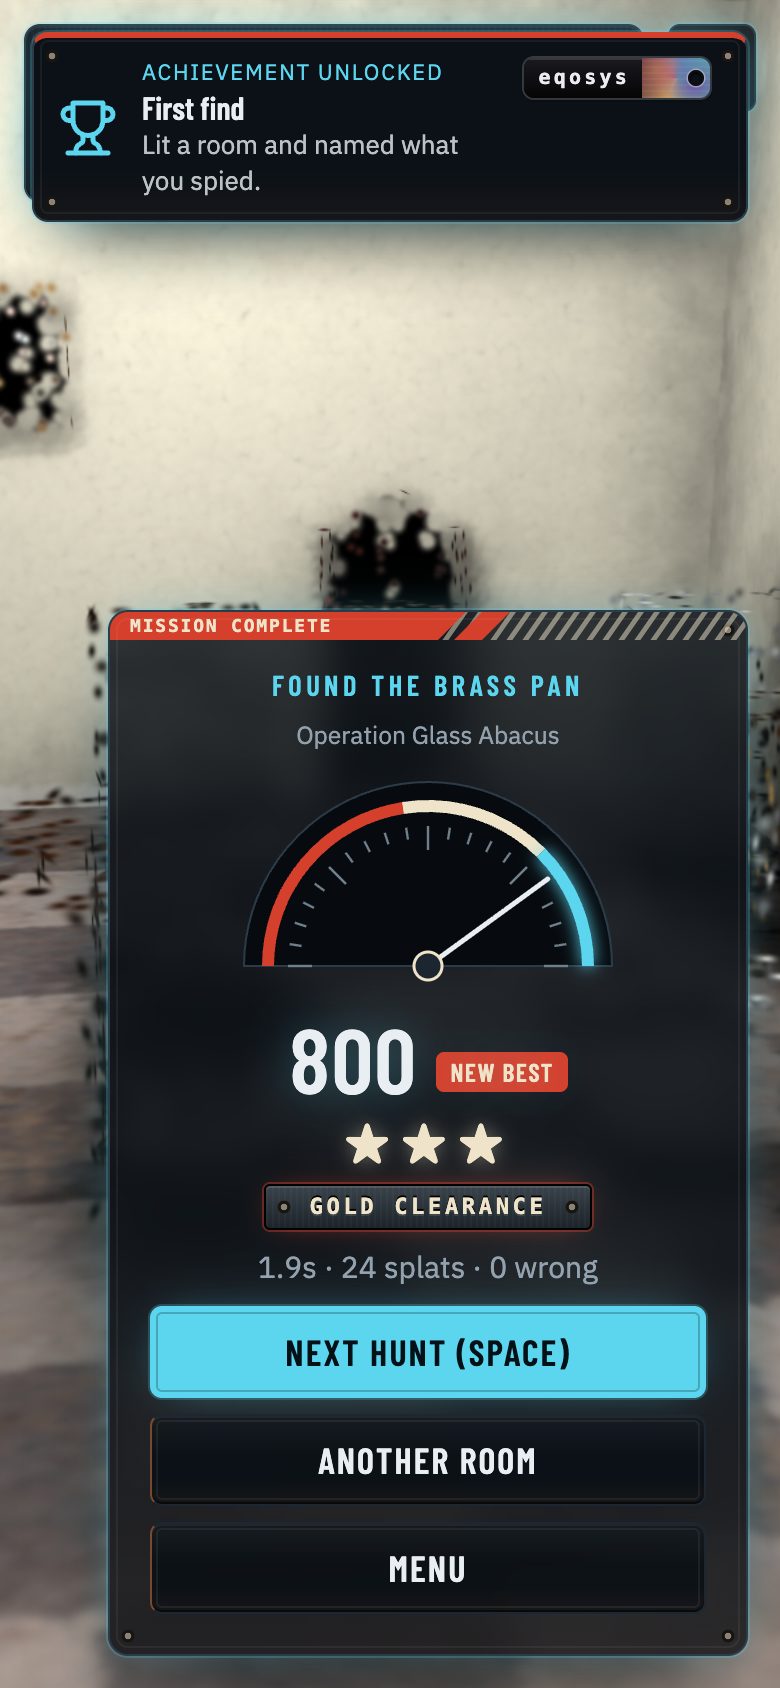 ACHIEVEMENT UNLOCKED
eqosys
First find
Lit a room and named what
you spied.
MISSION COMPLETE
FOUND THE BRASS PAN
Operation Glass Abacus
800
NEW BEST
GOLD CLEARANCE
1.9s · 24 splats · 0 wrong
NEXT HUNT (SPACE)
ANOTHER ROOM
MENU